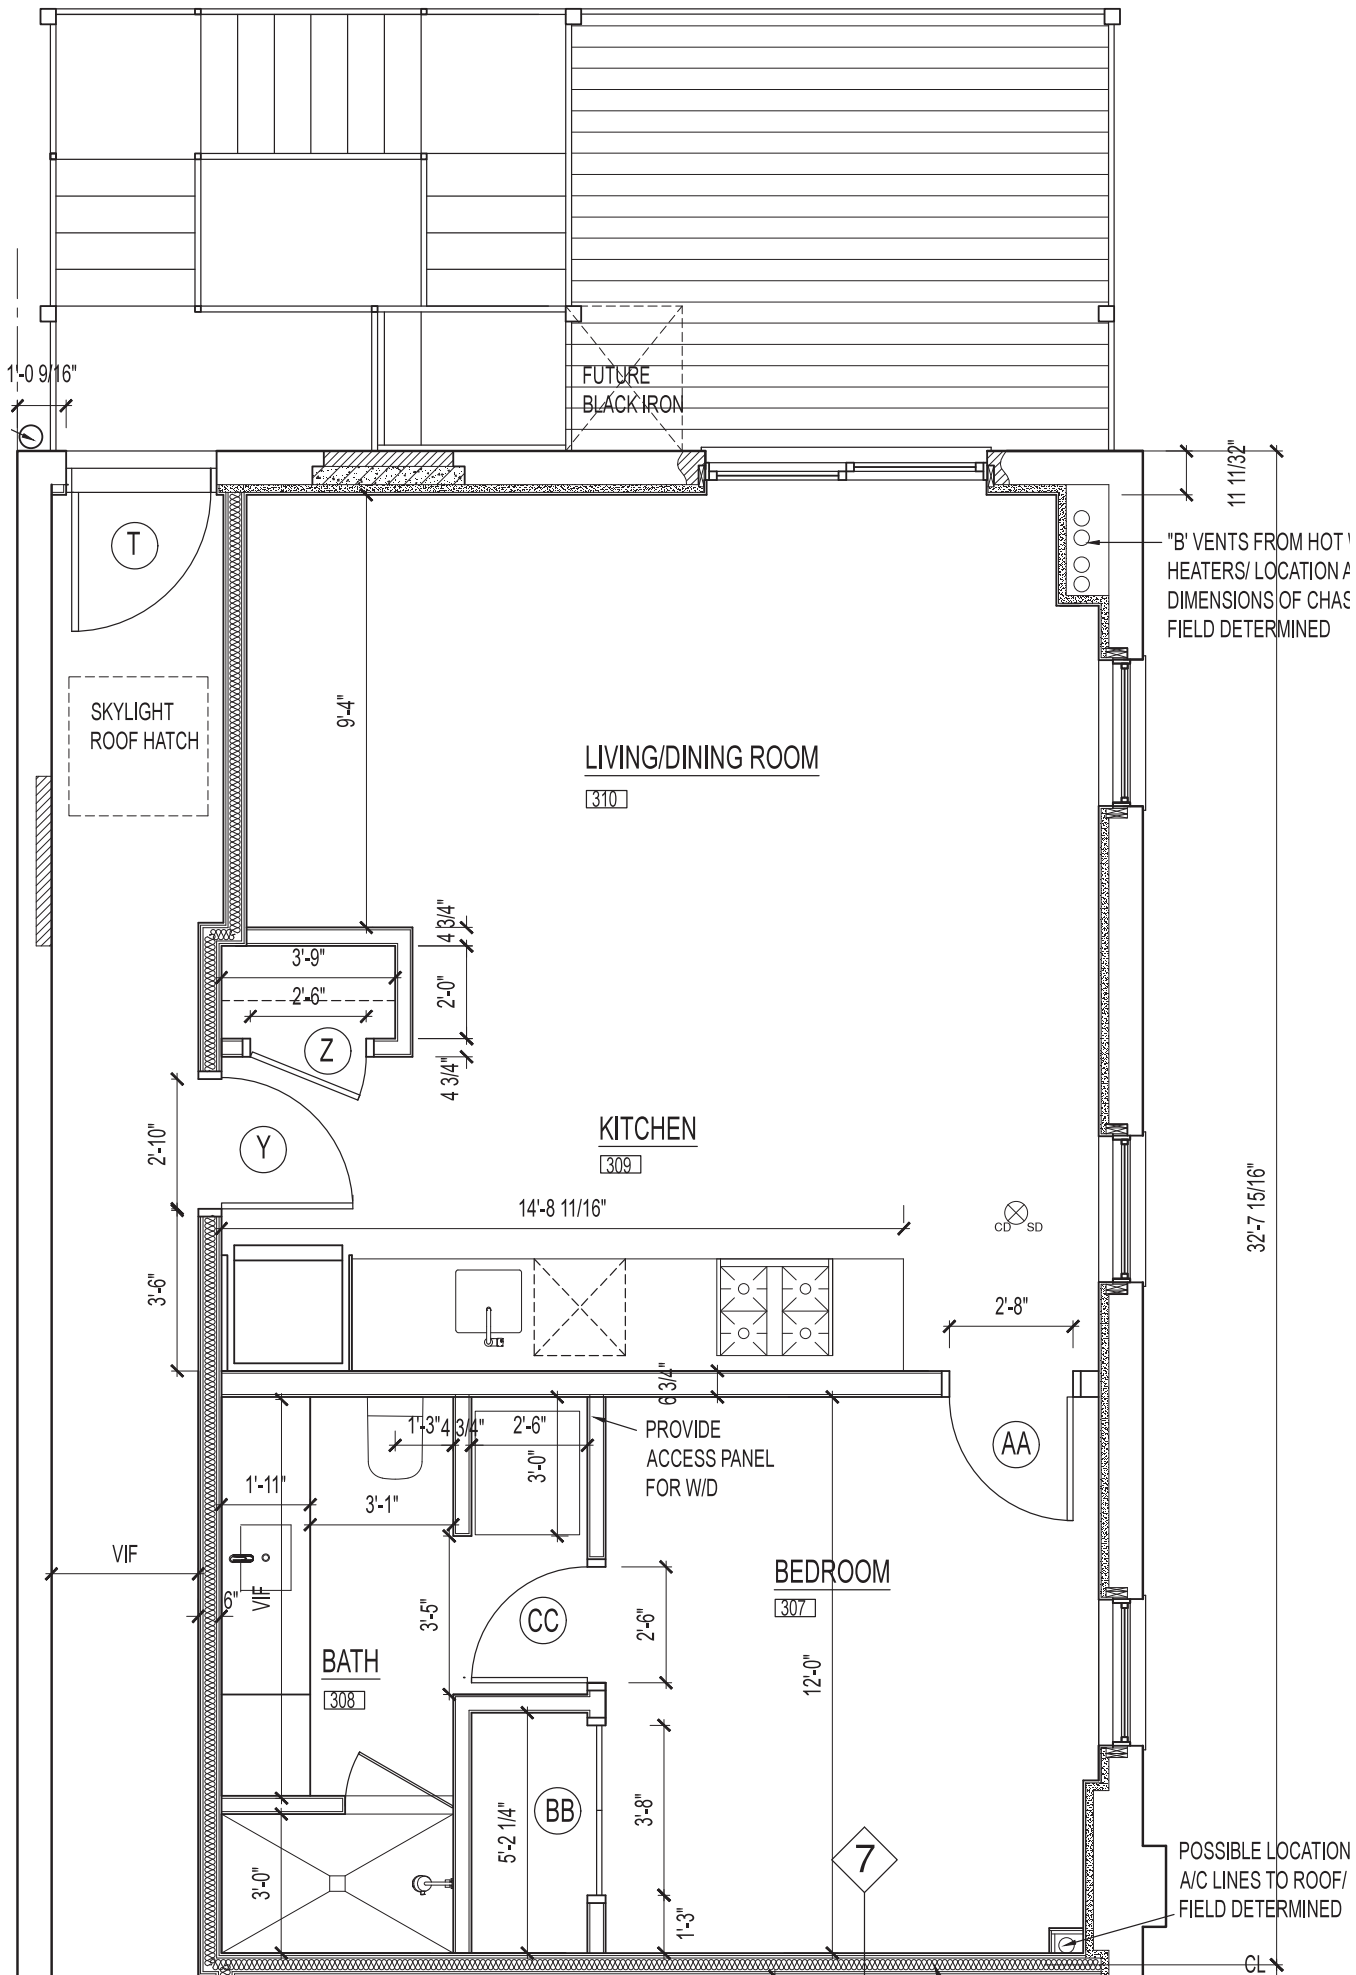 1'-0 9/16"
FUTURE
BLACK IRON
11 11/32"
T
"B' VENTS FROM HOT
HEATERS/ LOCATION
DIMENSIONS OF
FIELD DETERMINED
SKYLIGHT
ROOF HATCH
9'-4"
LIVING/DINING ROOM
310
4 3/4"
3'-9"
2'-6"
2'-0"
Z
4 3/4"
2'-10"
Y
KITCHEN
309
14'-8 11/16"
CD SD
32'-7 15/16"
3'-6"
2'-8"
6 3/4"
1'-3"
4 3/4"
2'-6"
3'-0"
PROVIDE
ACCESS PANEL
FOR W/D
AA
1'-11"
3'-1"
VIF
6"
VIF
3'-5"
CC
2'-6"
BEDROOM
307
12'-0"
BATH
308
BB
5'-2 1/4"
3'-8"
7
3'-0"
1'-3"
POSSIBLE LOCATION
A/C LINES TO ROOF/
FIELD DETERMINED
CL